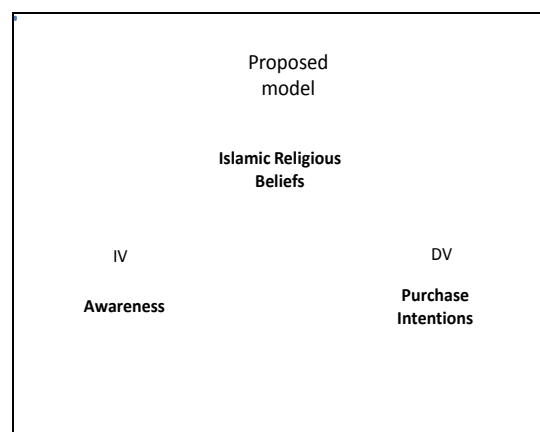 Proposed
model
Islamic Religious
Beliefs
IV
DV
Awareness
Purchase
Intentions